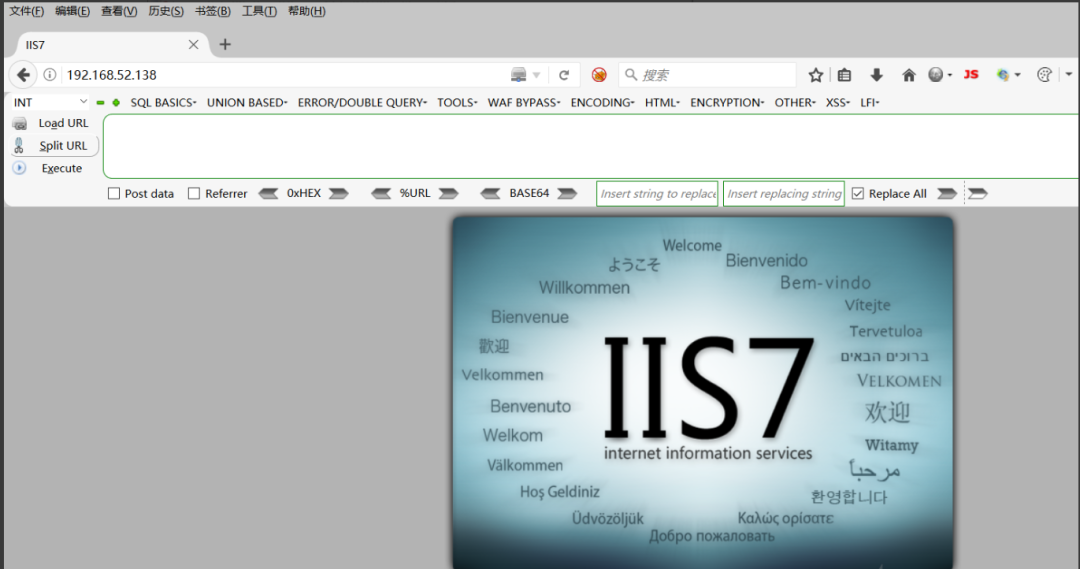 文件(F) 编辑(E) 查看(V) 历史(S) 书签(B) 工具(T) 帮助(H)
IIS7
192.168.52.138 搜索 JS
INT SQL BASICS UNION BASED ERROR/DOUBLE QUERY TOOLS WAF BYPASS ENCODING HTML ENCRYPTION OTHER XSS LFI
Load URL
Split URL
Execute
Post data Referrer 0xHEX %URL BASE64 Insert string to replace Insert replacing string Replace All
Welcome
ようこそ Bienvenido
Willkommen Bem-vindo
Bienvenue Vítejte
歡迎 Tervetuloa
ברוכים הבאים
Velkommen VELKOMEN
IIS7
Benvenuto 欢迎
Welkom Witamy
internet information services
Välkommen مرحباً
Hoş Geldiniz 환영합니다
Üdvözöljük Καλώς ορίσατε
Добро пожаловать